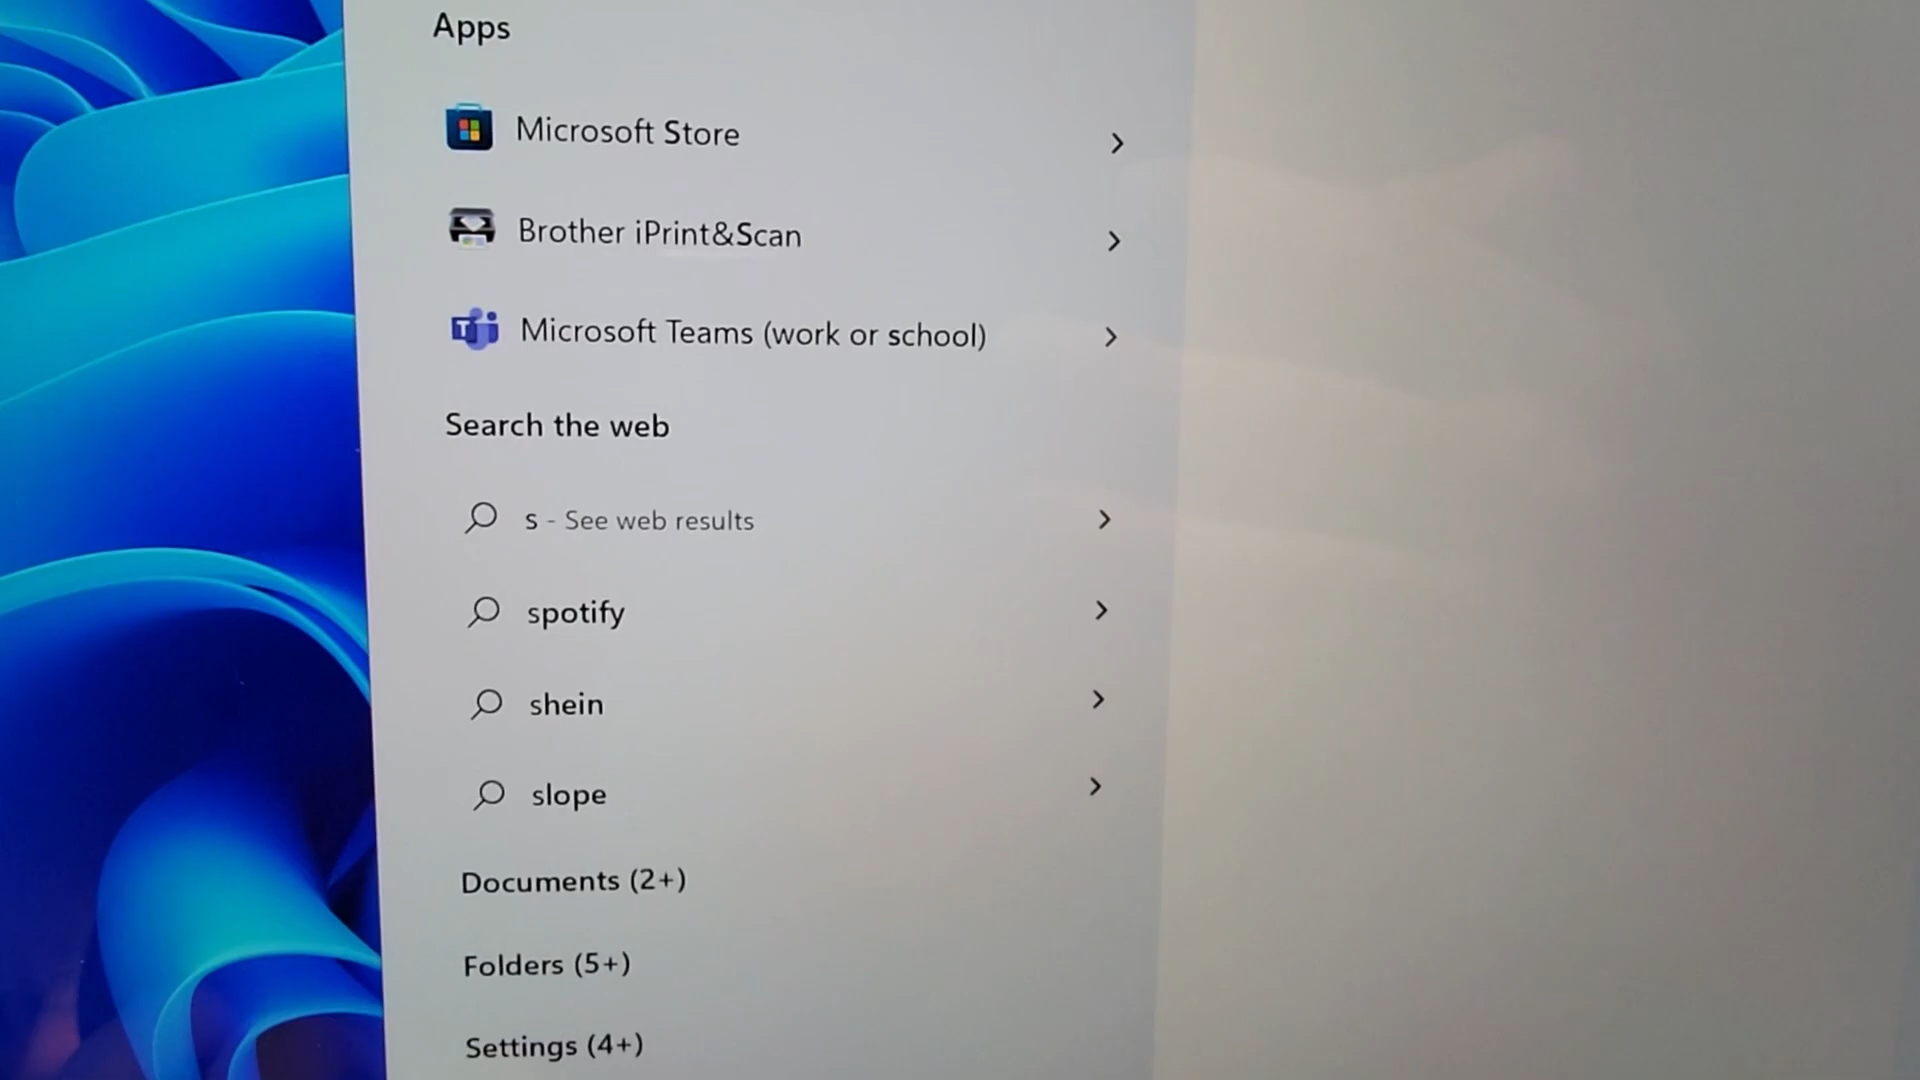 Apps
Microsoft Store
Brother iPrint&Scan
Microsoft Teams (work or school)
Search the web
s - See web results
spotify
shein
slope
Documents (2+)
Folders (5+)
Settings (4+)